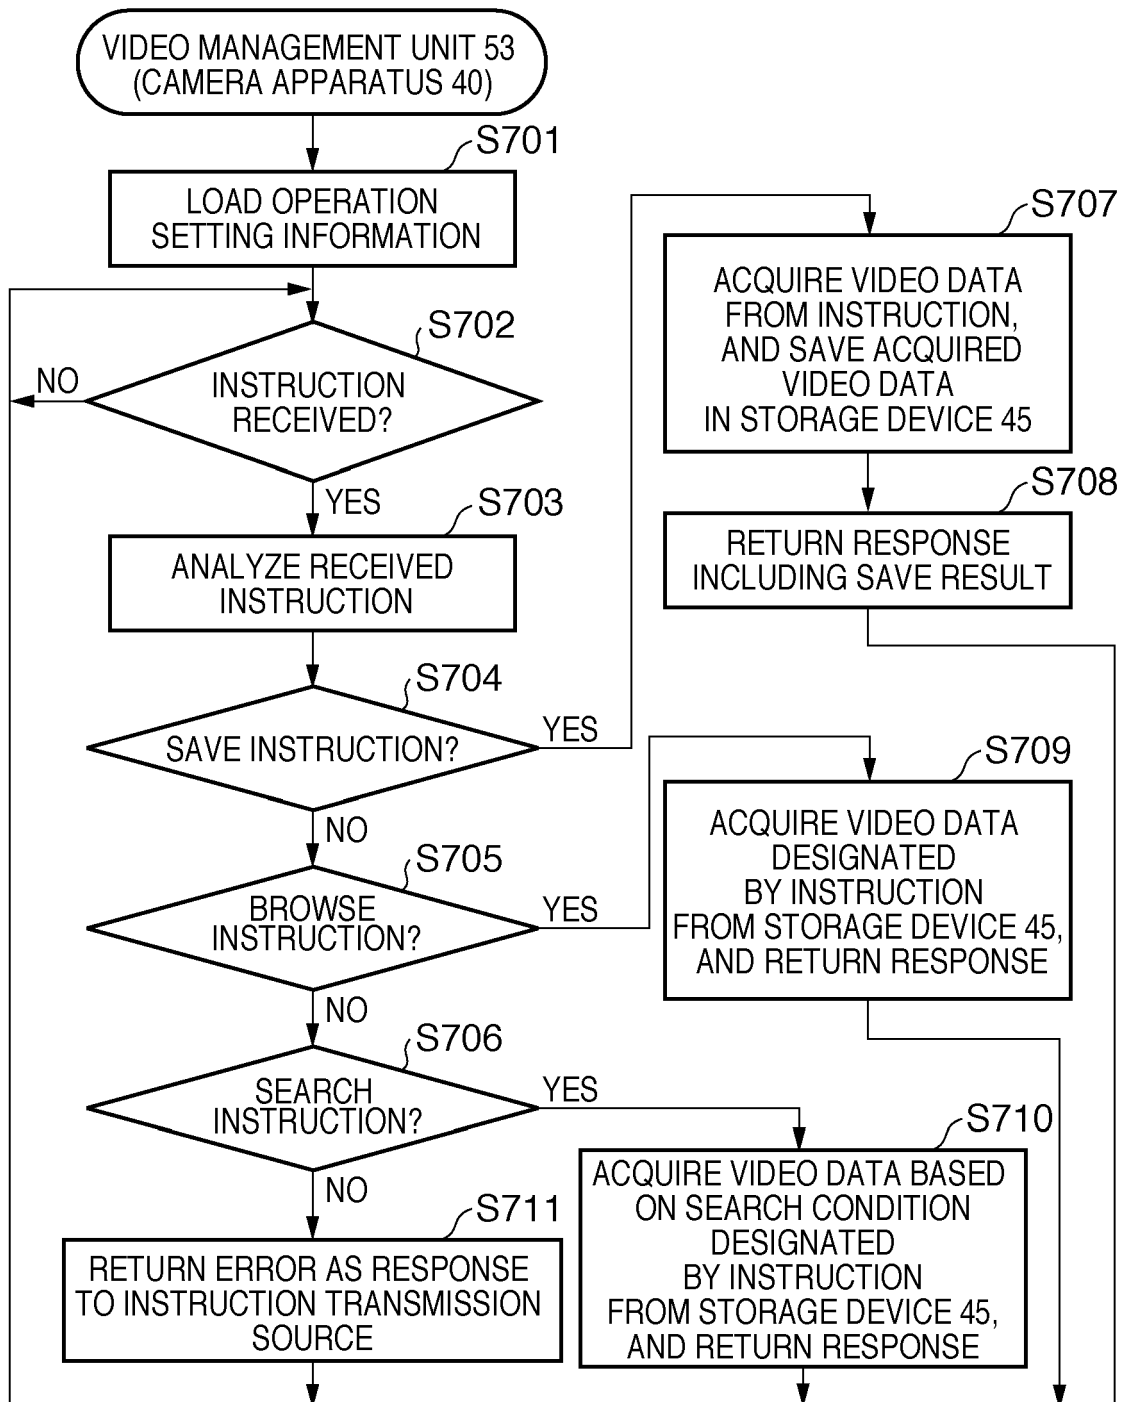 VIDEO MANAGEMENT UNIT 53
(CAMERA APPARATUS 40)
S701
LOAD OPERATION
SETTING INFORMATION
S702
INSTRUCTION
RECEIVED?
NO
YES
S703
ANALYZE RECEIVED
INSTRUCTION
S704
SAVE INSTRUCTION?
YES
NO
S705
BROWSE
INSTRUCTION?
YES
NO
S706
SEARCH
INSTRUCTION?
YES
NO
S711
RETURN ERROR AS RESPONSE
TO INSTRUCTION TRANSMISSION
SOURCE
S707
ACQUIRE VIDEO DATA
FROM INSTRUCTION,
AND SAVE ACQUIRED
VIDEO DATA
IN STORAGE DEVICE 45
S708
RETURN RESPONSE
INCLUDING SAVE RESULT
S709
ACQUIRE VIDEO DATA
DESIGNATED
BY INSTRUCTION
FROM STORAGE DEVICE 45,
AND RETURN RESPONSE
S710
ACQUIRE VIDEO DATA BASED
ON SEARCH CONDITION
DESIGNATED
BY INSTRUCTION
FROM STORAGE DEVICE 45,
AND RETURN RESPONSE